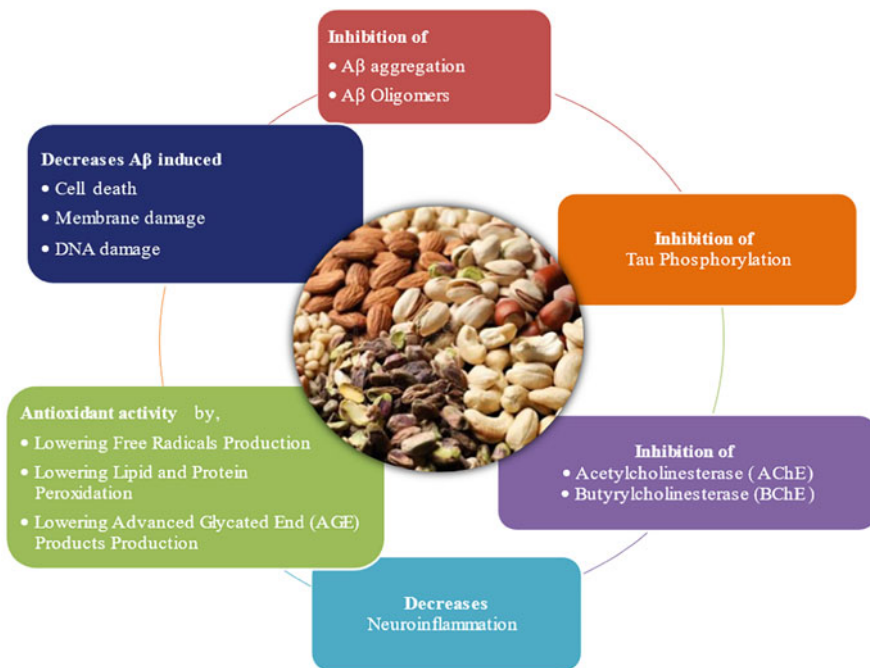 Inhibition of
• Aβ aggregation
• Aβ Oligomers
Decreases Aβ induced
• Cell death
• Membrane damage
• DNA damage
Inhibition of
Tau Phosphorylation
Antioxidant activity by,
• Lowering Free Radicals Production
• Lowering Lipid and Protein
Peroxidation
• Lowering Advanced Glycated End (AGE)
Products Production
Inhibition of
• Acetylcholinesterase (AChE)
• Butyrylcholinesterase (BChE)
Decreases
Neuroinflammation